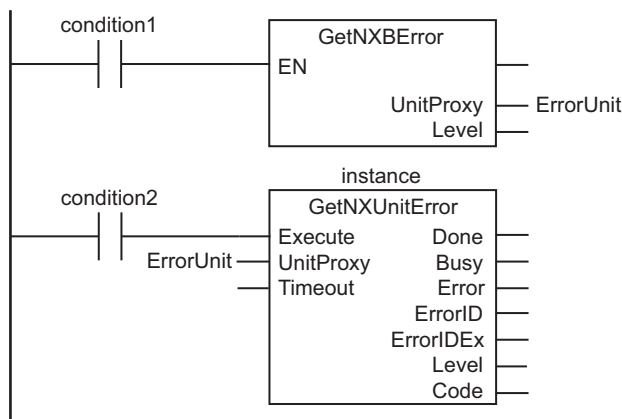 condition1
GetNXBError
EN
UnitProxy ErrorUnit
Level
instance
condition2
GetNXUnitError
Execute Done
ErrorUnit UnitProxy Busy
Timeout Error
ErrorID
ErrorIDEx
Level
Code